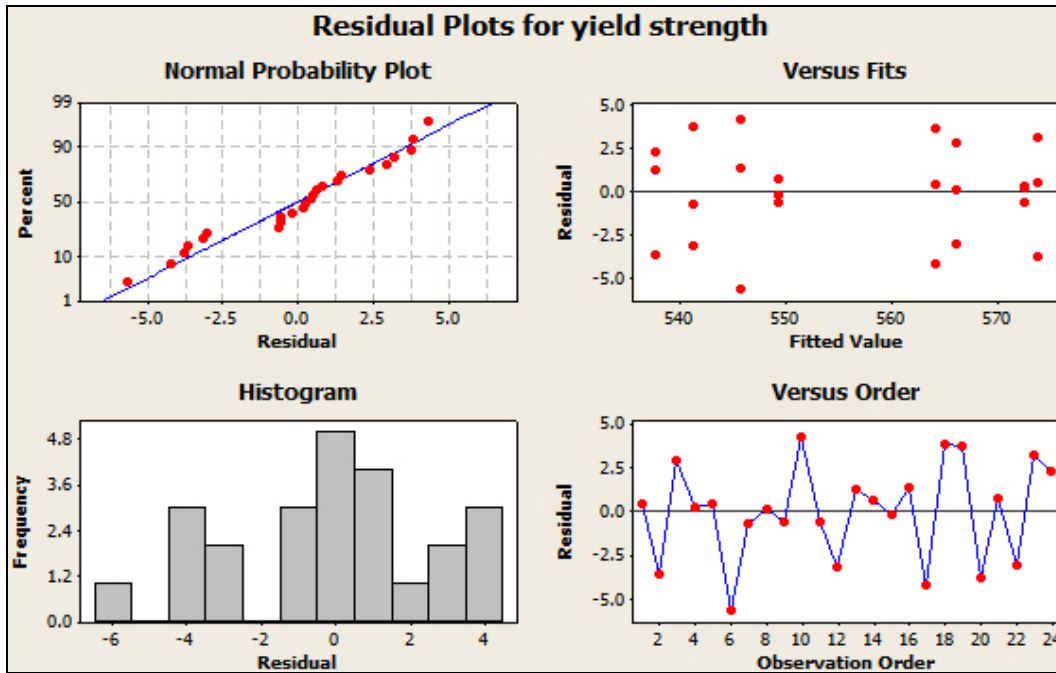 Residual Plots for yield strength
Normal Probability Plot
99
90
50
10
1
Percent
-5.0 -2.5 0.0 2.5 5.0
Residual
Versus Fits
5.0
2.5
0.0
-2.5
-5.0
Residual
540 550 560 570
Fitted Value
Histogram
4.8
3.6
2.4
1.2
0.0
Frequency
-6 -4 -2 0 2 4
Residual
Versus Order
5.0
2.5
0.0
-2.5
-5.0
Residual
2 4 6 8 10 12 14 16 18 20 22 24
Observation Order